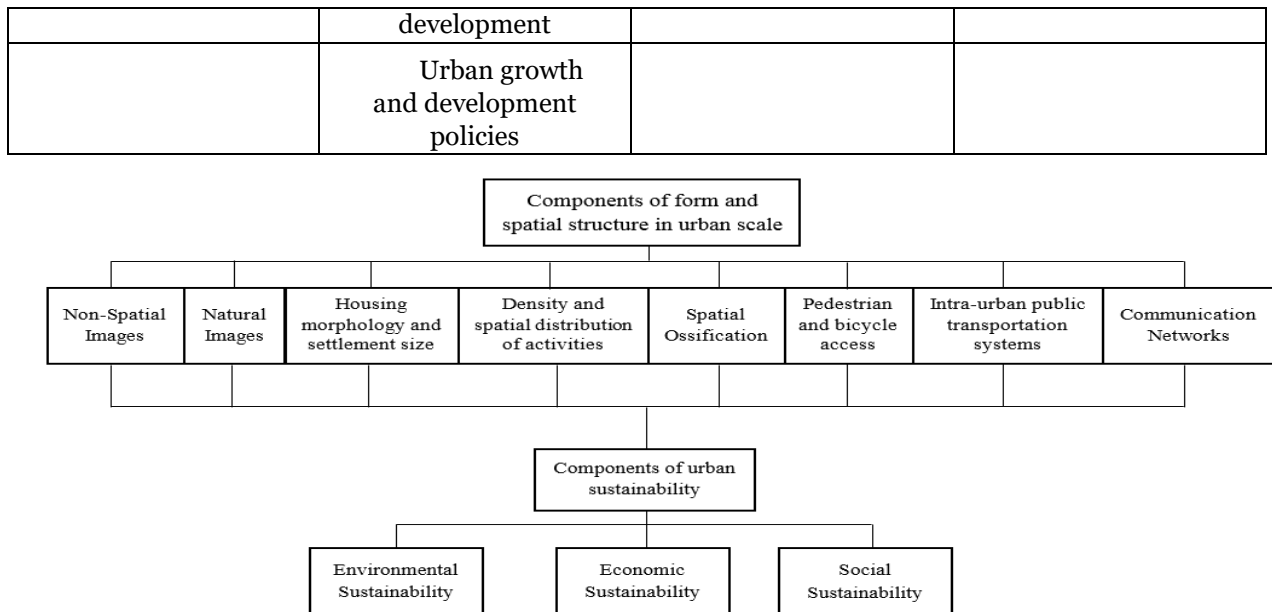 development
Urban growth
and development
policies
Components of form and
spatial structure in urban scale
Non-Spatial
Images
Natural
Images
Housing
morphology and
settlement size
Density and
spatial distribution
of activities
Spatial
Ossification
Pedestrian
and bicycle
access
Intra-urban public
transportation
systems
Communication
Networks
Components of urban
sustainability
Environmental
Sustainability
Economic
Sustainability
Social
Sustainability